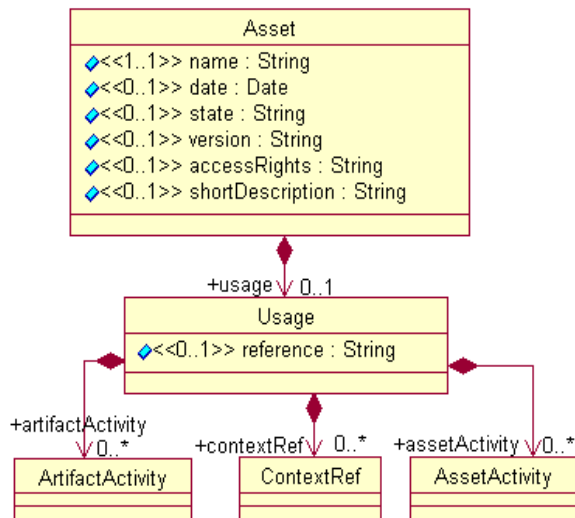 Asset
<<1..1>> name : String
<<0..1>> date : Date
<<0..1>> state : String
<<0..1>> version : String
<<0..1>> accessRights : String
<<0..1>> shortDescription : String
+usage 0..1
Usage
<<0..1>> reference : String
+artifactActivity
0..*
+contextRef 0..*
+assetActivity 0..*
ArtifactActivity
ContextRef
AssetActivity